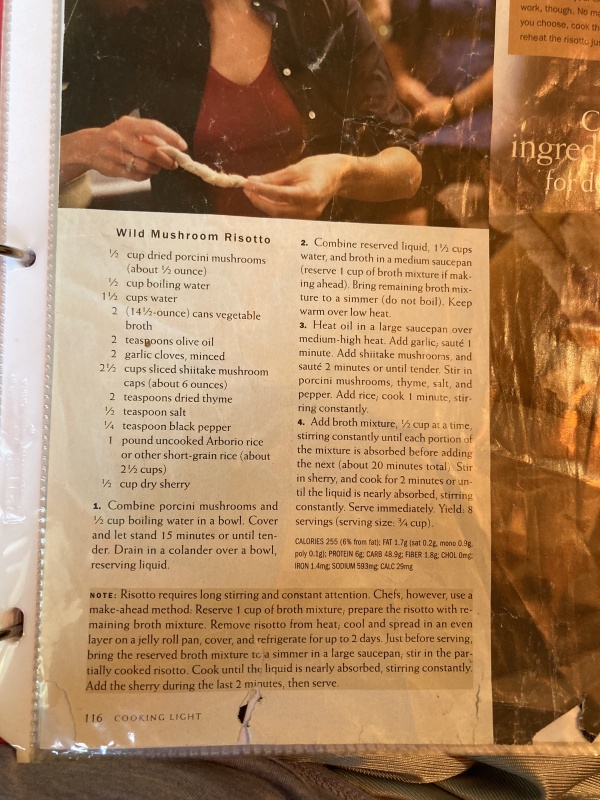 work, though. No
you choose, cook
reheat the risotto
ingred
for
Wild Mushroom Risotto
½ cup dried porcini mushrooms
(about ½ ounce)
½ cup boiling water
1½ cups water
2 (14½-ounce) cans vegetable
broth
2 teaspoons olive oil
2 garlic cloves, minced
2½ cups sliced shiitake mushroom
caps (about 6 ounces)
2 teaspoons dried thyme
½ teaspoon salt
¼ teaspoon black pepper
1 pound uncooked Arborio rice
or other short-grain rice (about
2½ cups)
½ cup dry sherry
1. Combine porcini mushrooms and
½ cup boiling water in a bowl. Cover
and let stand 15 minutes or until ten-
der. Drain in a colander over a bowl,
reserving liquid.
2. Combine reserved liquid, 1½ cups
water, and broth in a medium saucepan
(reserve 1 cup of broth mixture if mak-
ing ahead). Bring remaining broth mix-
ture to a simmer (do not boil). Keep
warm over low heat.
3. Heat oil in a large saucepan over
medium-high heat. Add garlic; sauté 1
minute. Add shiitake mushrooms, and
sauté 2 minutes or until tender. Stir in
porcini mushrooms, thyme, salt, and
pepper. Add rice; cook 1 minute, stir-
ring constantly.
4. Add broth mixture, ½ cup at a time,
stirring constantly until each portion of
the mixture is absorbed before adding
the next (about 20 minutes total). Stir
in sherry, and cook for 2 minutes or un-
til the liquid is nearly absorbed, stirring
constantly. Serve immediately. Yield: 8
servings (serving size: ¾ cup).
CALORIES 255 (6% from fat); FAT 1.7g (sat 0.2g, mono 0.9g,
poly 0.1g); PROTEIN 6g; CARB 48.9g; FIBER 1.8g; CHOL 0mg;
IRON 1.4mg; SODIUM 593mg; CALC 29mg
NOTE: Risotto requires long stirring and constant attention. Chefs, however, use a
make-ahead method: Reserve 1 cup of broth mixture; prepare the risotto with re-
maining broth mixture. Remove risotto from heat; cool and spread in an even
layer on a jelly roll pan, cover, and refrigerate for up to 2 days. Just before serving,
bring the reserved broth mixture to a simmer in a large saucepan; stir in the par-
tially cooked risotto. Cook until the liquid is nearly absorbed, stirring constantly.
Add the sherry during the last 2 minutes, then serve.
116 COOKING LIGHT